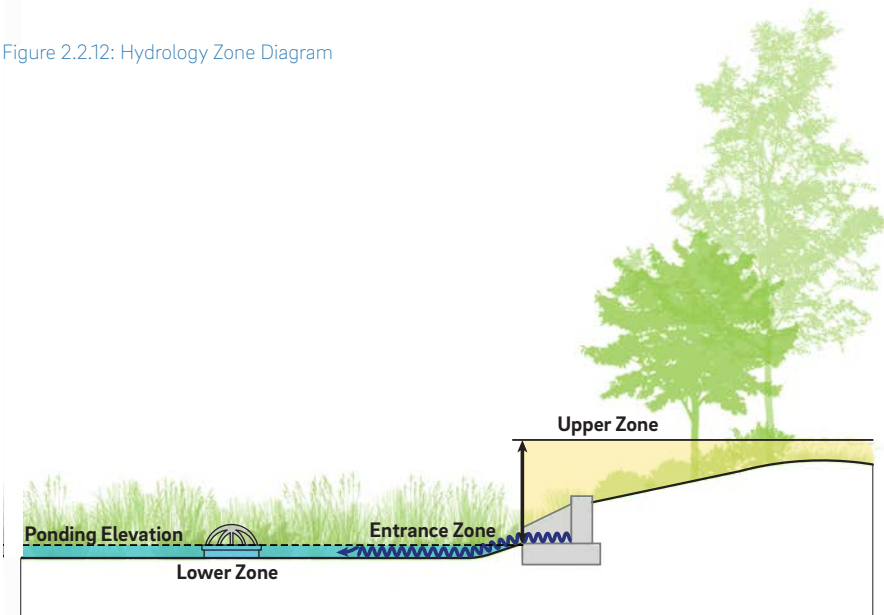 Figure 2.2.12: Hydrology Zone Diagram
Upper Zone
Ponding Elevation
Entrance Zone
Lower Zone